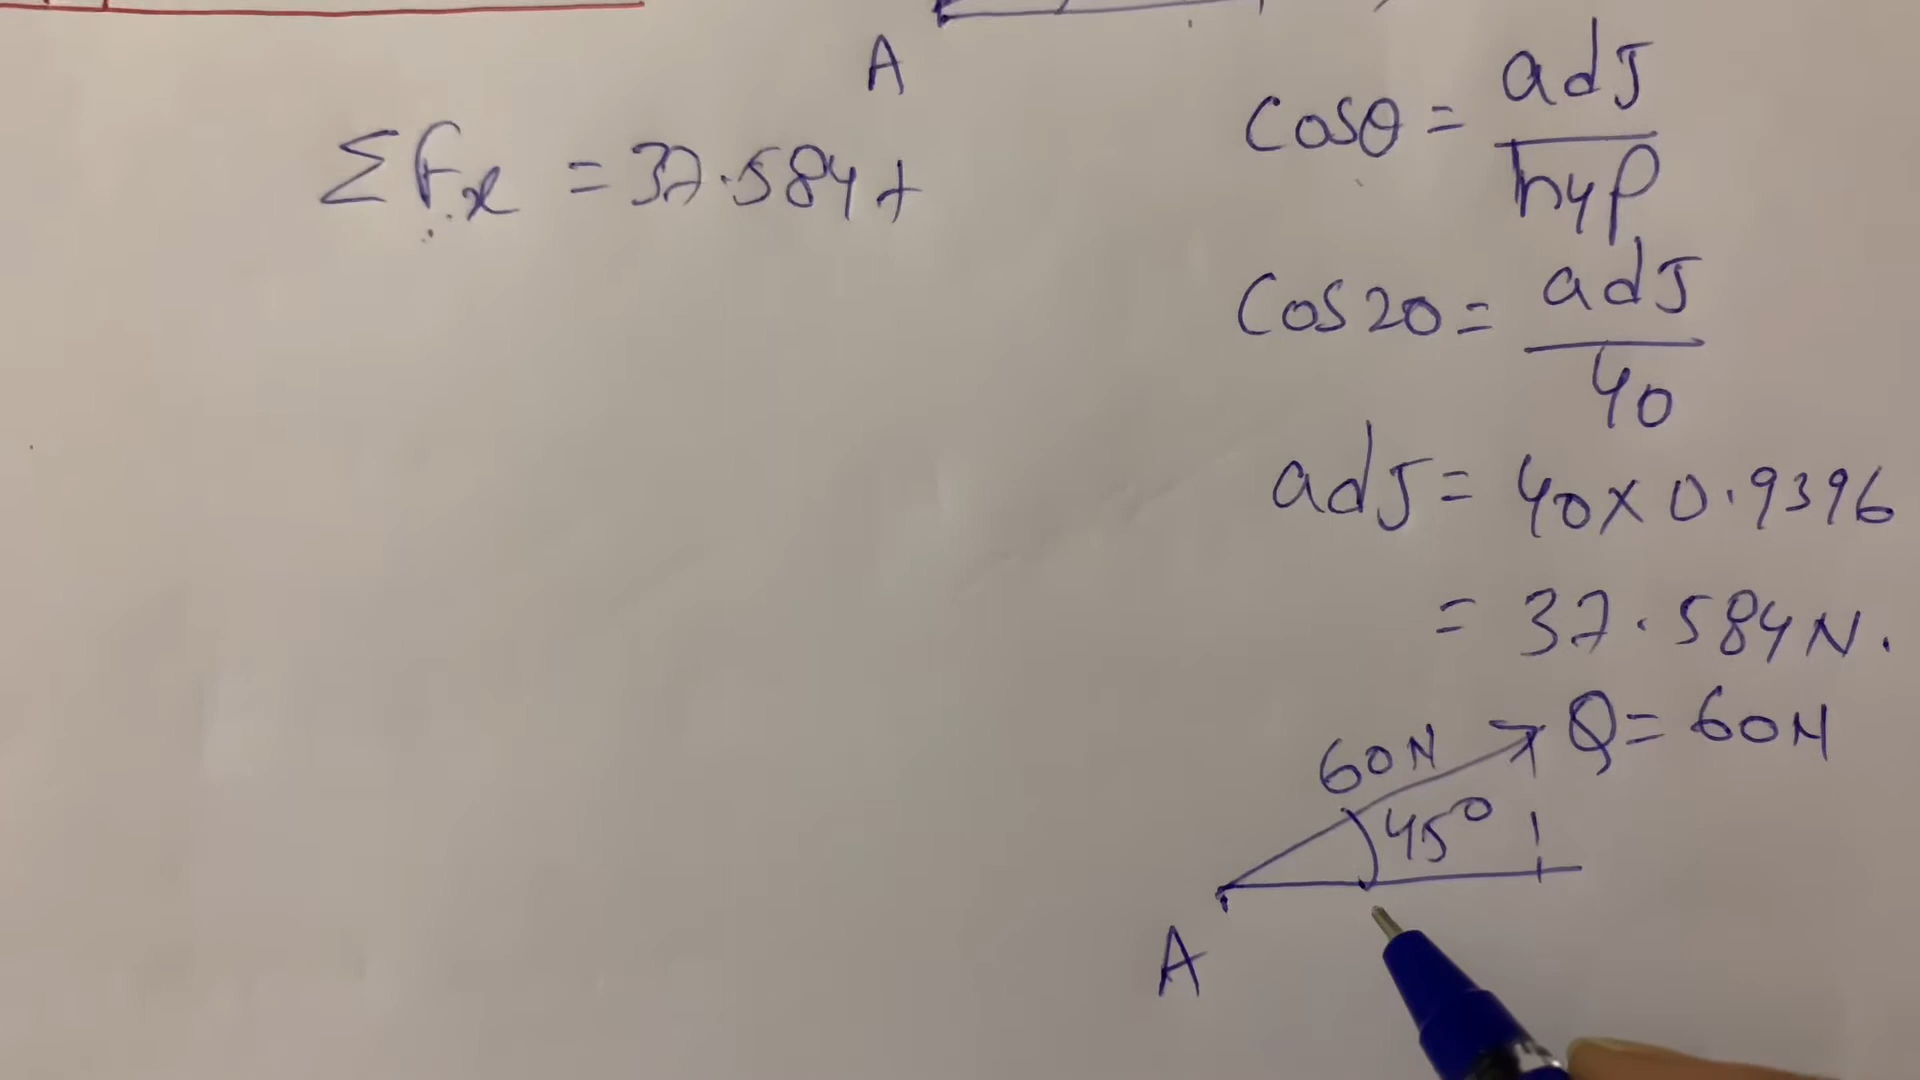 A
ΣFx = 37.584 +
Cosθ = adj / hyp
Cos20 = adj / 40
adj = 40 × 0.9396
= 37.584N.
60N Q = 60N
45°
A